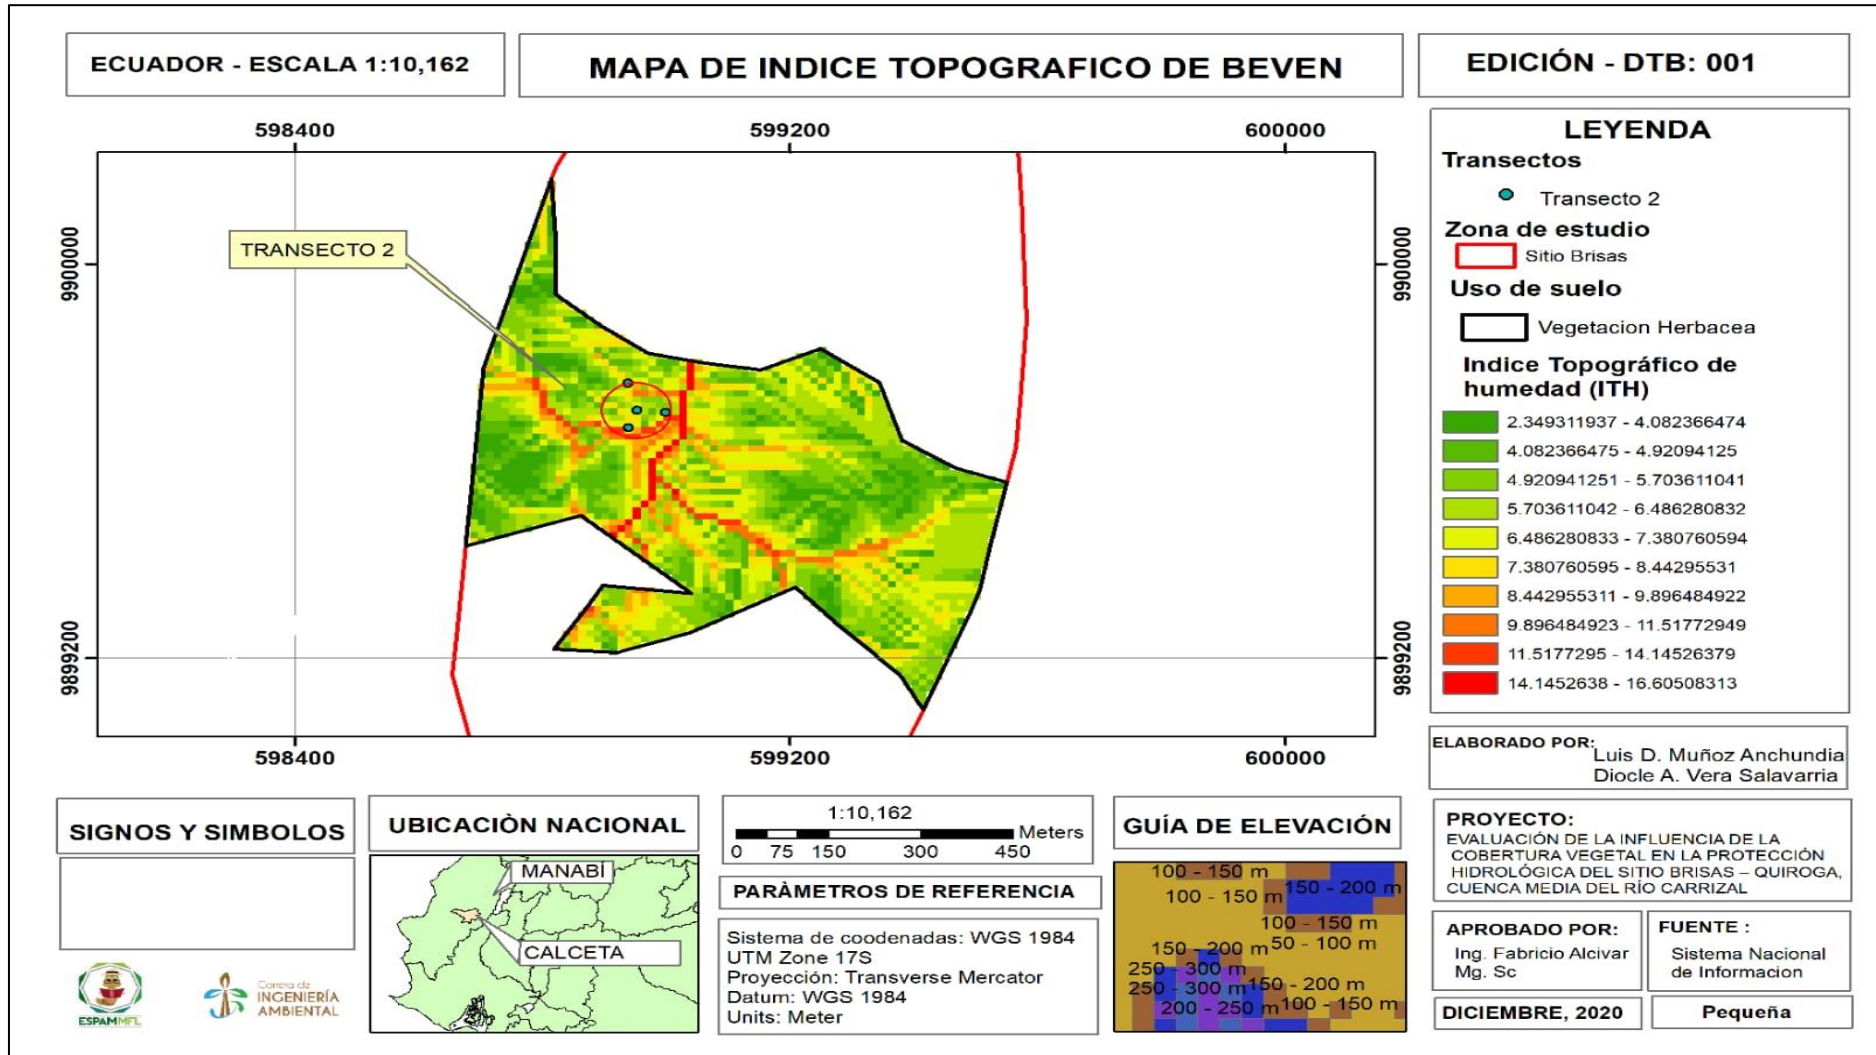 ECUADOR - ESCALA 1:10,162
MAPA DE INDICE TOPOGRAFICO DE BEVEN
EDICIÓN - DTB: 001
598400
599200
600000
9900000
9900000
9899200
9899200
598400
599200
600000
TRANSECTO 2
LEYENDA
Transectos
Transecto 2
Zona de estudio
Sitio Brisas
Uso de suelo
Vegetacion Herbacea
Indice Topográfico de
humedad (ITH)
2.349311937 - 4.082366474
4.082366475 - 4.92094125
4.920941251 - 5.703611041
5.703611042 - 6.486280832
6.486280833 - 7.380760594
7.380760595 - 8.44295531
8.442955311 - 9.896484922
9.896484923 - 11.51772949
11.5177295 - 14.14526379
14.1452638 - 16.60508313
ELABORADO POR:
Luis D. Muñoz Anchundia
Diocle A. Vera Salavarria
SIGNOS Y SIMBOLOS
ESPAMMFL
Carrera de
INGENIERÍA
AMBIENTAL
UBICACIÒN NACIONAL
MANABÍ
CALCETA
1:10,162
Meters
0 75 150 300 450
PARÀMETROS DE REFERENCIA
Sistema de coodenadas: WGS 1984
UTM Zone 17S
Proyección: Transverse Mercator
Datum: WGS 1984
Units: Meter
GUÍA DE ELEVACIÓN
100 - 150 m
150 - 200 m
100 - 150 m
100 - 150 m
50 - 100 m
150 - 200 m
250 - 300 m
150 - 200 m
250 - 300 m
100 - 150 m
200 - 250 m
PROYECTO:
EVALUACIÓN DE LA INFLUENCIA DE LA
COBERTURA VEGETAL EN LA PROTECCIÓN
HIDROLÓGICA DEL SITIO BRISAS – QUIROGA,
CUENCA MEDIA DEL RÍO CARRIZAL
APROBADO POR:
Ing. Fabricio Alcivar
Mg. Sc
FUENTE :
Sistema Nacional
de Informacion
DICIEMBRE, 2020
Pequeña